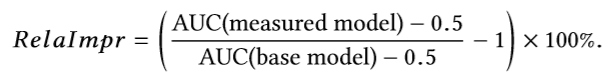 RelaImpr = ( AUC(measured model) − 0.5 / AUC(base model) − 0.5 − 1 ) × 100%.